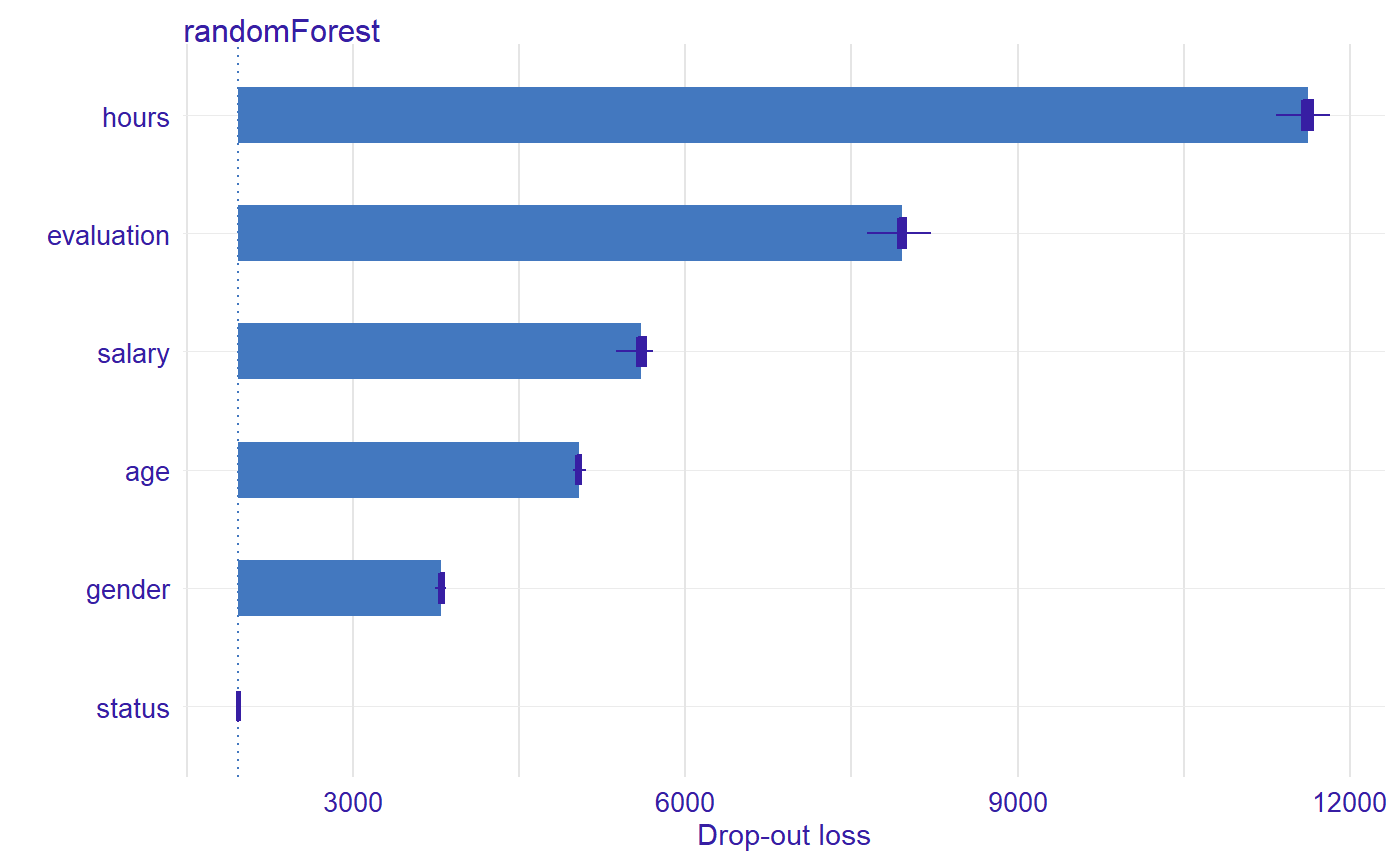 randomForest
hours
evaluation
salary
age
gender
status
3000 6000 9000 12000
Drop-out loss